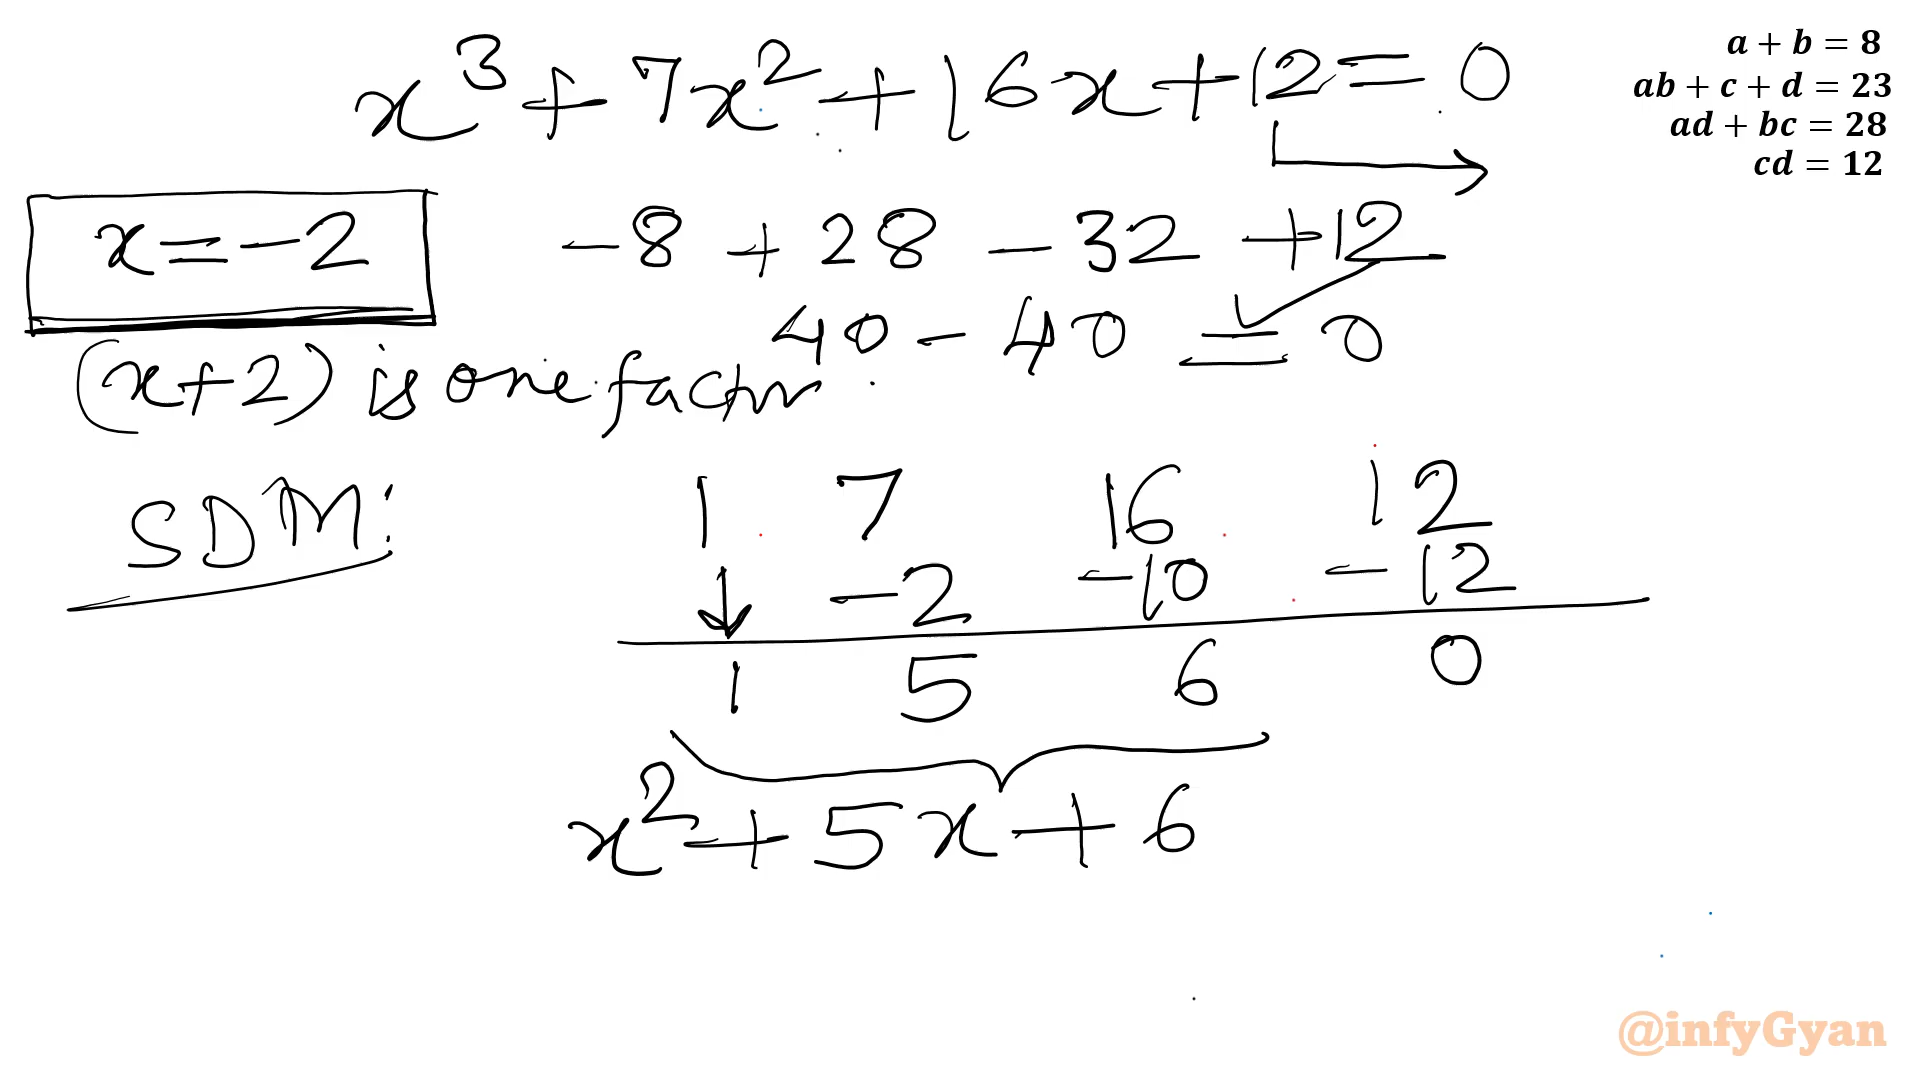 x³ + 7x² + 16x + 12 = 0
a + b = 8
ab + c + d = 23
ad + bc = 28
cd = 12
x = -2
-8 + 28 - 32 + 12
40 - 40 = 0
(x+2) is one factor.
SDM:
1 7 16 12
↓ -2 -10 -12
1 5 6 0
x² + 5x + 6
@infyGyan